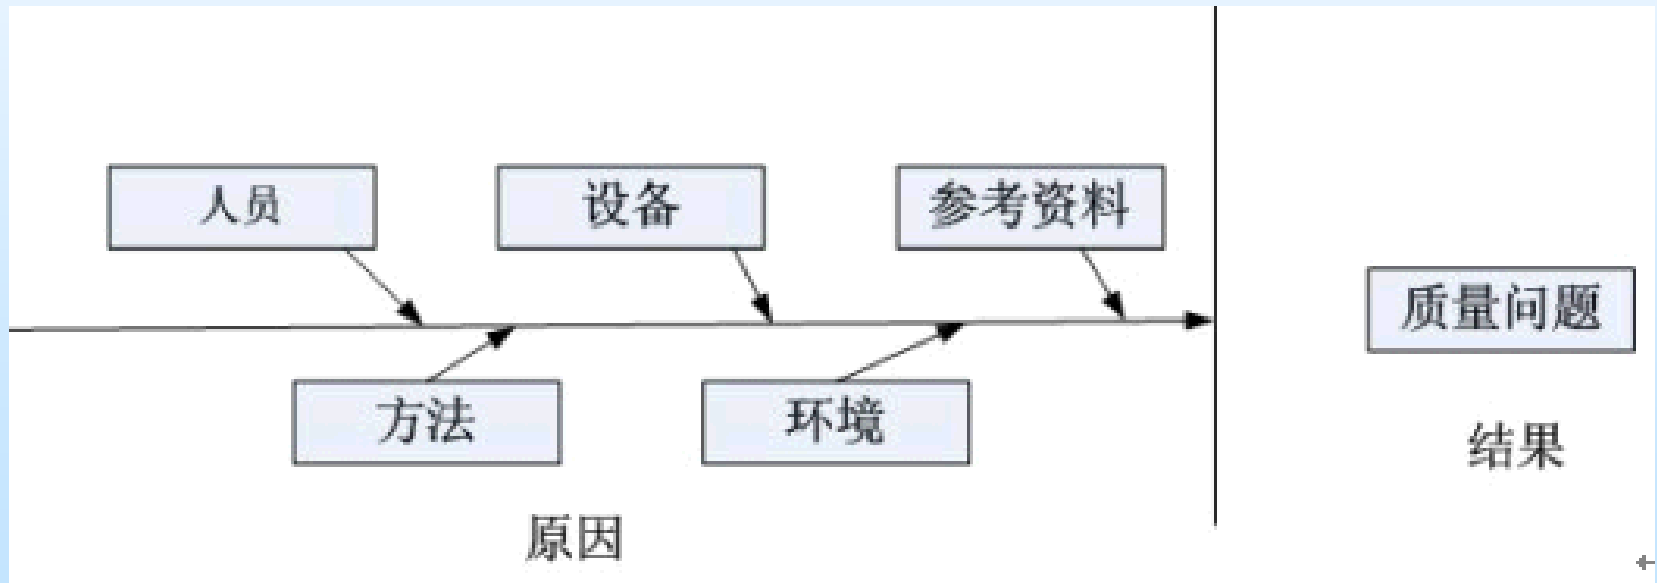 人员
设备
参考资料
质量问题
方法
环境
结果
原因